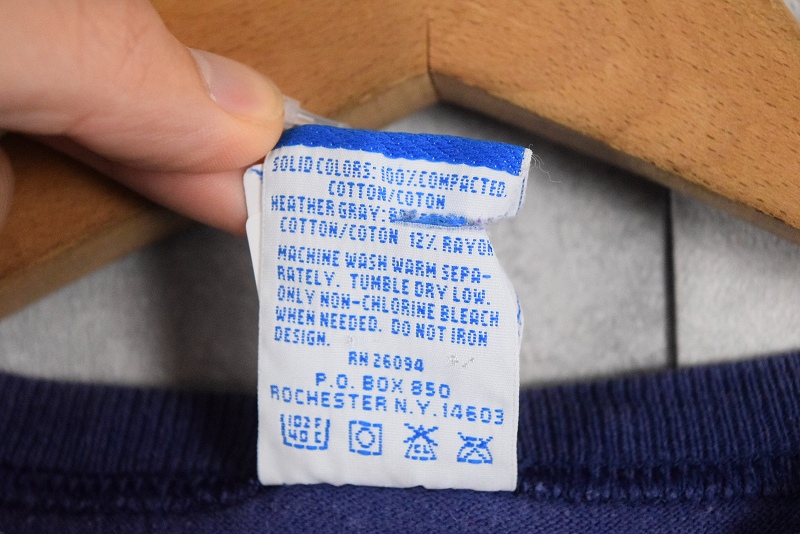 SOLID COLORS: 100% COMPACTED
COTTON/COTON
HEATHER GRAY:
COTTON/COTON 12% RAYON
MACHINE WASH WARM SEPA-
RATELY. TUMBLE DRY LOW.
ONLY NON-CHLORINE BLEACH
WHEN NEEDED. DO NOT IRON
DESIGN.
RN 26094
P.O. BOX 850
ROCHESTER N.Y. 14603
102 F
40 C